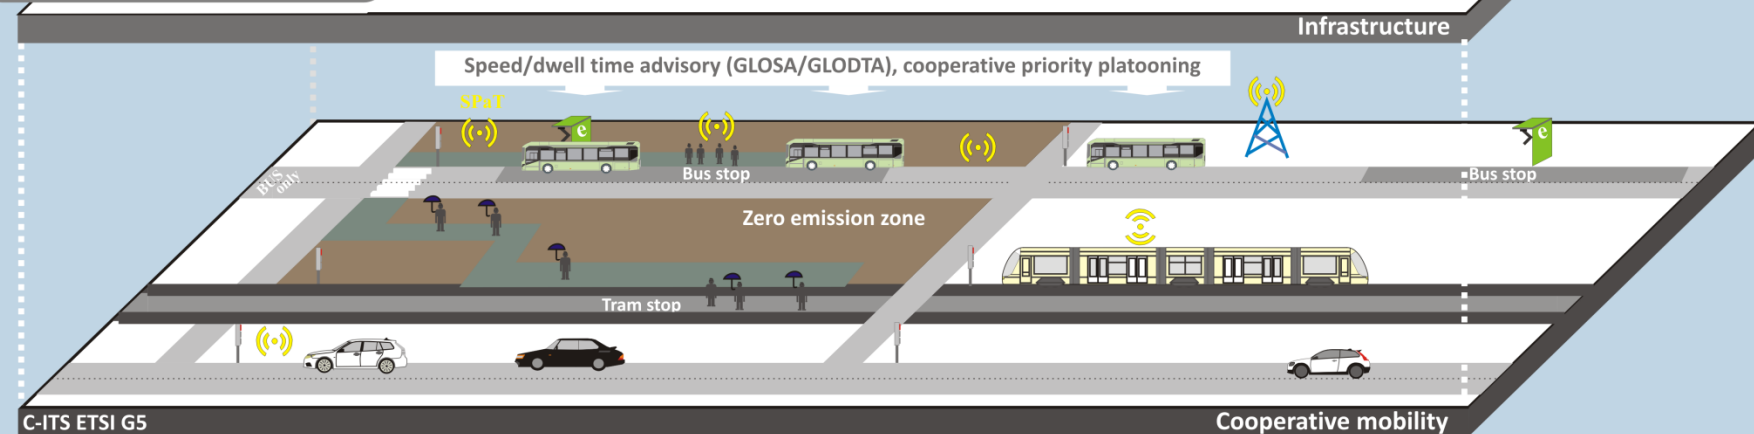 Infrastructure
Speed/dwell time advisory (GLOSA/GLODTA), cooperative priority platooning
SPaT
e
e
BUS
only
Bus stop
Bus stop
Zero emission zone
Tram stop
C-ITS ETSI G5
Cooperative mobility